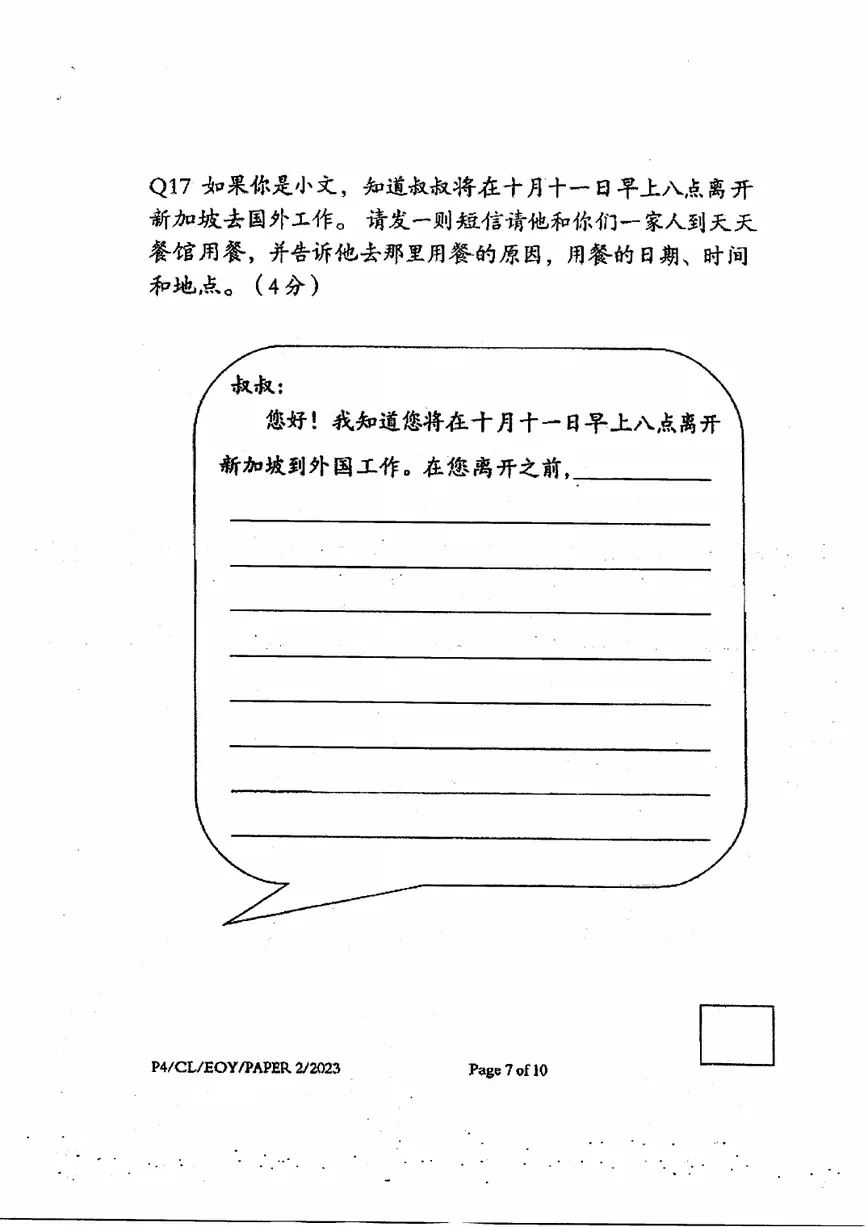 Q17 如果你是小文，知道叔叔将在十月十一日早上八点离开
新加坡去国外工作。 请发一则短信请他和你们一家人到天天
餐馆用餐，并告诉他去那里用餐的原因，用餐的日期、时间
和地点。（4分）
叔叔：
您好！我知道您将在十月十一日早上八点离开
新加坡到外国工作。在您离开之前，
P4/CL/EOY/PAPER 2/2023
Page 7 of 10